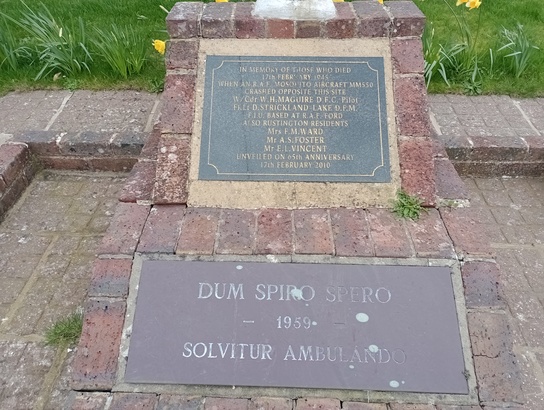 IN MEMORY OF THOSE WHO DIED
17th FEBRUARY 1945
WHEN AN R.A.F. MOSQUITO AIRCRAFT MM550
CRASHED OPPOSITE THIS SITE
W/Cdr W.H. MAGUIRE D.F.C. Pilot
Ft. Lt D. STRICKLAND-LAKE D.F.M.
F.I.U. BASED AT R.A.F. FORD
ALSO RUSTINGTON RESIDENTS
Mrs F.M. WARD
Mr A.S. FOSTER
Mr E.L. VINCENT
UNVEILED ON 65th ANNIVERSARY
17th FEBRUARY 2010
DUM SPIRO SPERO
— 1959 —
SOLVITUR AMBULANDO